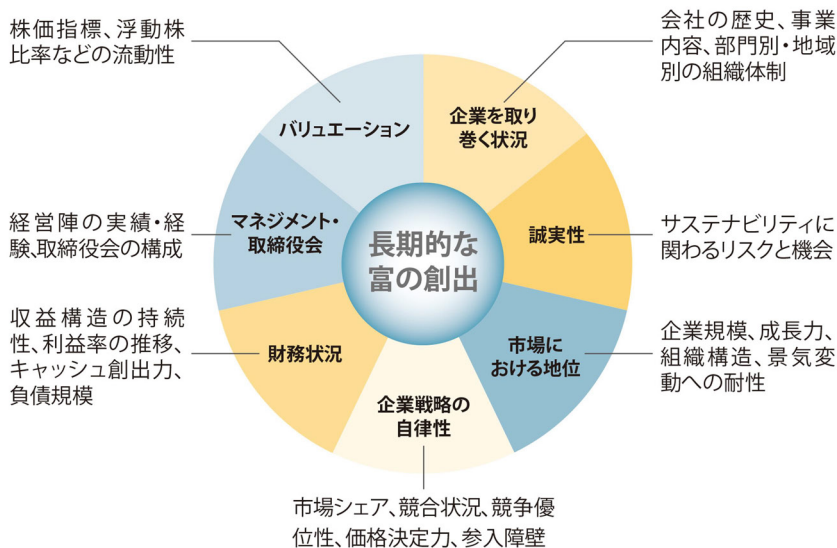 株価指標、浮動株
比率などの流動性
会社の歴史、事業
内容、部門別・地域
別の組織体制
バリュエーション
企業を取り
巻く状況
経営陣の実績・経
験、取締役会の構成
マネジメント・
取締役会
長期的な
富の創出
誠実性
サステナビリティに
関わるリスクと機会
収益構造の持続
性、利益率の推移、
キャッシュ創出力、
負債規模
財務状況
市場に
おける地位
企業規模、成長力、
組織構造、景気変
動への耐性
企業戦略の
自律性
市場シェア、競合状況、競争優
位性、価格決定力、参入障壁